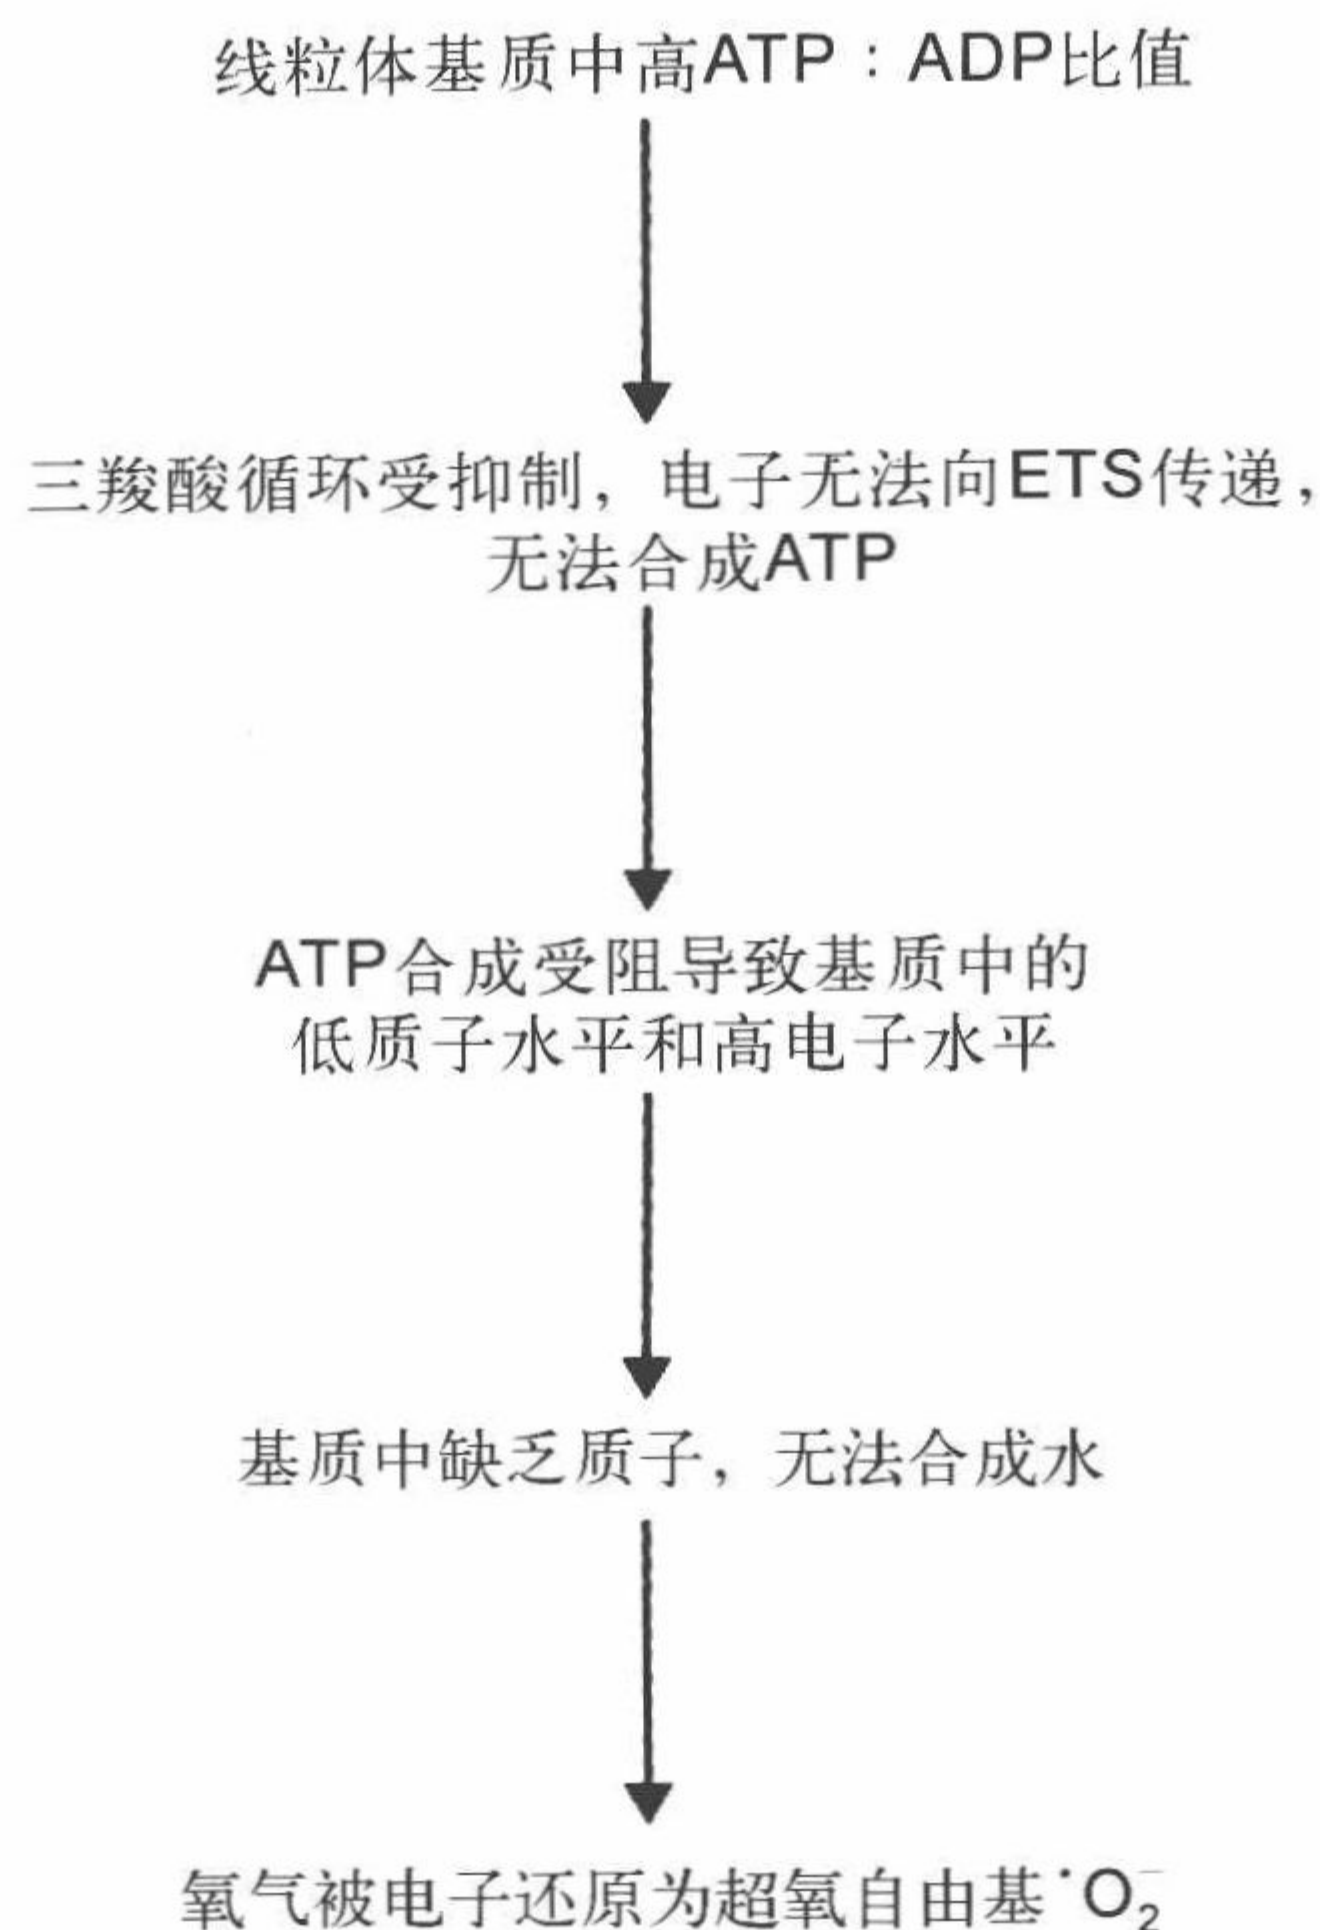 线粒体基质中高ATP：ADP比值
三羧酸循环受抑制，电子无法向ETS传递，
无法合成ATP
ATP合成受阻导致基质中的
低质子水平和高电子水平
基质中缺乏质子，无法合成水
氧气被电子还原为超氧自由基˙O₂⁻